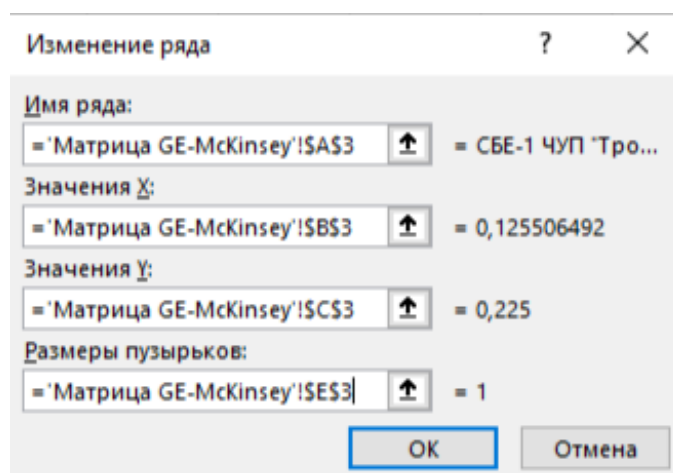 Изменение ряда ? ×
Имя ряда:
='Матрица GE-McKinsey'!$A$3 = СБЕ-1 ЧУП "Тро...
Значения X:
='Матрица GE-McKinsey'!$B$3 = 0,125506492
Значения Y:
='Матрица GE-McKinsey'!$C$3 = 0,225
Размеры пузырьков:
='Матрица GE-McKinsey'!$E$3 = 1
ОК Отмена